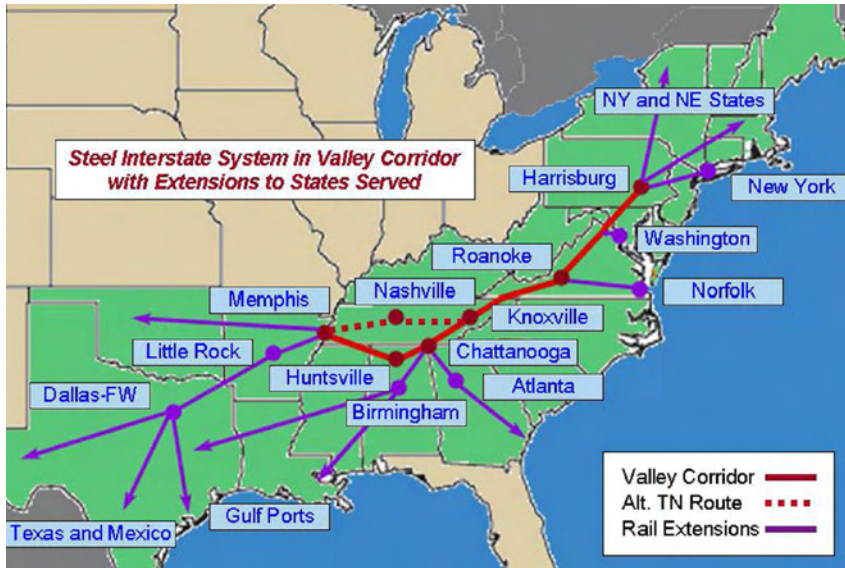 NY and NE States
Steel Interstate System in Valley Corridor
with Extensions to States Served
Harrisburg
New York
Roanoke
Washington
Memphis
Nashville
Norfolk
Knoxville
Little Rock
Chattanooga
Huntsville
Dallas-FW
Atlanta
Birmingham
Valley Corridor
Alt. TN Route
Gulf Ports
Rail Extensions
Texas and Mexico